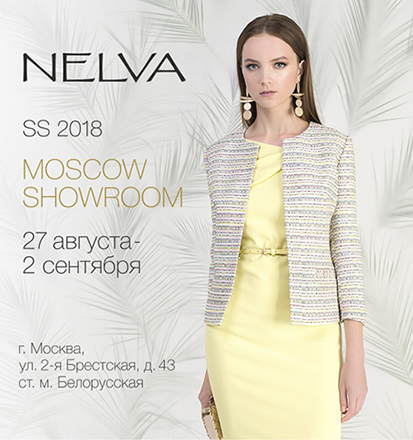 NELVA
SS 2018
MOSCOW
SHOWROOM
27 августа-
2 сентября
г. Москва,
ул. 2-я Брестская, д. 43
ст. м. Белорусская